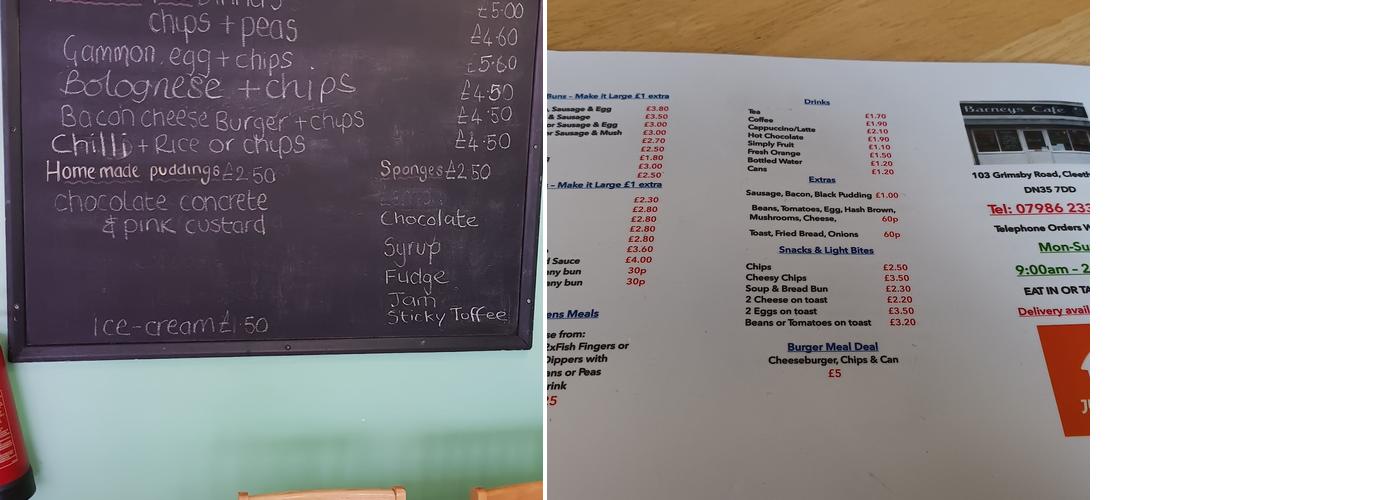 Dinners £5.00
chips + peas £4.60
Gammon, egg + chips £5.60
Bolognese + chips £4.50
Bacon cheese Burger + chips £4.50
Chilli + Rice or chips £4.50
Home made puddings £2.50
chocolate concrete
& pink custard
Ice-cream £1.50
Sponges £2.50
Chocolate
Syrup
Fudge
Jam
Sticky Toffee
Buns - Make it Large £1 extra
Sausage & Egg £3.80
& Sausage £3.50
or Sausage & Egg £3.00
or Sausage & Mush £3.00
£2.70
£2.50
£1.80
£3.00
£2.50
- Make it Large £1 extra
£2.30
£2.80
£2.80
£2.80
£2.80
£3.60
d Sauce £4.00
any bun 30p
any bun 30p
ens Meals
se from:
2xFish Fingers or
Dippers with
ans or Peas
rink
25
Drinks
Tea £1.70
Coffee £1.90
Cappuccino/Latte £2.10
Hot Chocolate £1.90
Simply Fruit £1.10
Fresh Orange £1.50
Bottled Water £1.20
Cans £1.20
Extras
Sausage, Bacon, Black Pudding £1.00
Beans, Tomatoes, Egg, Hash Brown,
Mushrooms, Cheese, 60p
Toast, Fried Bread, Onions 60p
Snacks & Light Bites
Chips £2.50
Cheesy Chips £3.50
Soup & Bread Bun £2.30
2 Cheese on toast £2.20
2 Eggs on toast £3.50
Beans or Tomatoes on toast £3.20
Burger Meal Deal
Cheeseburger, Chips & Can
£5
Barneys Cafe
103 Grimsby Road, Cleeth
DN35 7DD
Tel: 07986 233
Telephone Orders W
Mon-Su
9:00am - 2
EAT IN OR TA
Delivery avail
JU